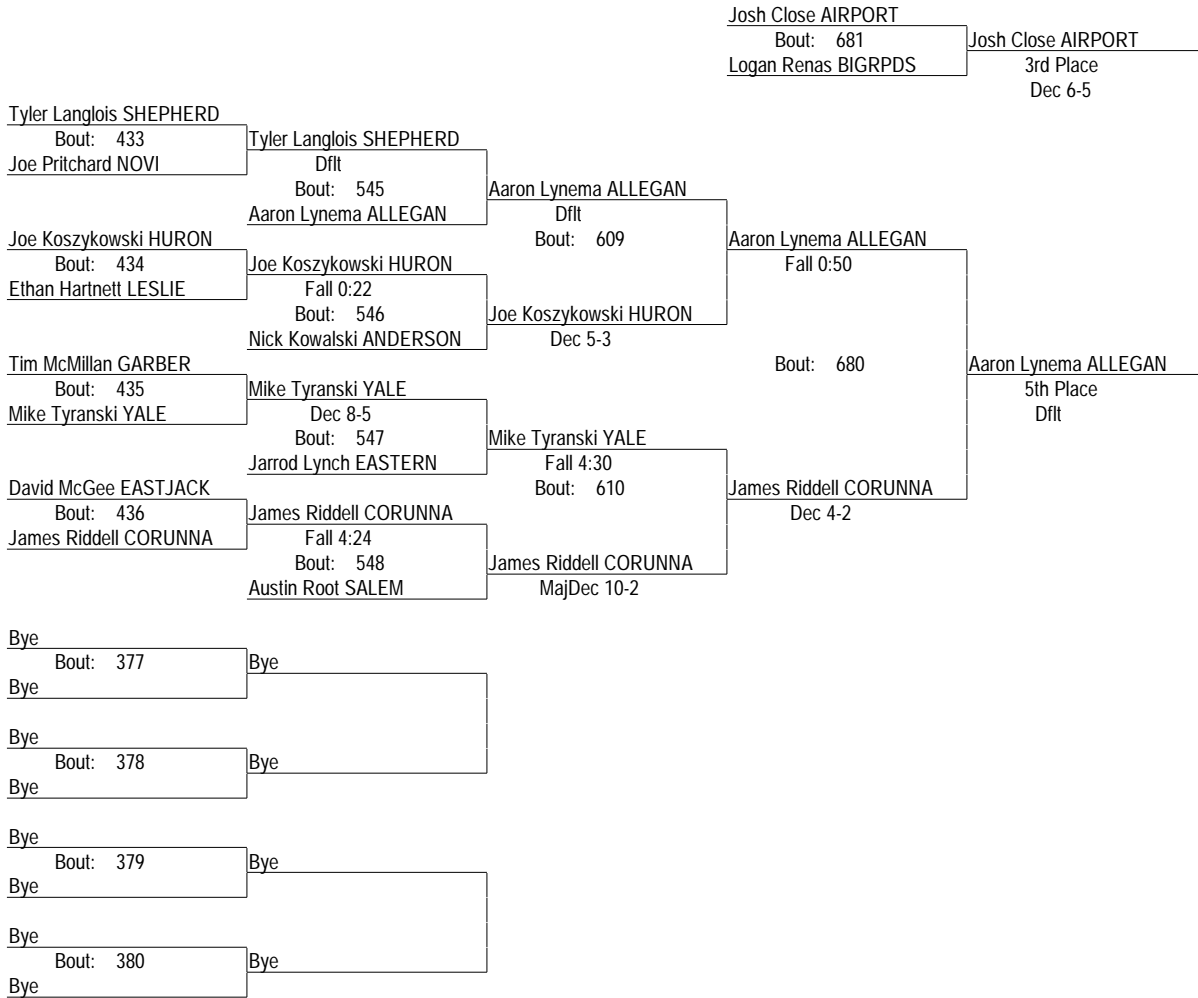 Josh Close AIRPORT
Bout: 681
Josh Close AIRPORT
Logan Renas BIGRPDS
3rd Place
Dec 6-5
Tyler Langlois SHEPHERD
Bout: 433
Tyler Langlois SHEPHERD
Joe Pritchard NOVI
Dflt
Bout: 545
Aaron Lynema ALLEGAN
Aaron Lynema ALLEGAN
Dflt
Joe Koszykowski HURON
Bout: 609
Aaron Lynema ALLEGAN
Bout: 434
Joe Koszykowski HURON
Fall 0:50
Ethan Hartnett LESLIE
Fall 0:22
Bout: 546
Joe Koszykowski HURON
Nick Kowalski ANDERSON
Dec 5-3
Tim McMillan GARBER
Bout: 680
Aaron Lynema ALLEGAN
Bout: 435
Mike Tyranski YALE
5th Place
Mike Tyranski YALE
Dec 8-5
Dflt
Bout: 547
Mike Tyranski YALE
Jarrod Lynch EASTERN
Fall 4:30
David McGee EASTJACK
Bout: 610
James Riddell CORUNNA
Bout: 436
James Riddell CORUNNA
Dec 4-2
James Riddell CORUNNA
Fall 4:24
Bout: 548
James Riddell CORUNNA
Austin Root SALEM
MajDec 10-2
Bye
Bout: 377
Bye
Bye
Bye
Bout: 378
Bye
Bye
Bye
Bout: 379
Bye
Bye
Bye
Bout: 380
Bye
Bye